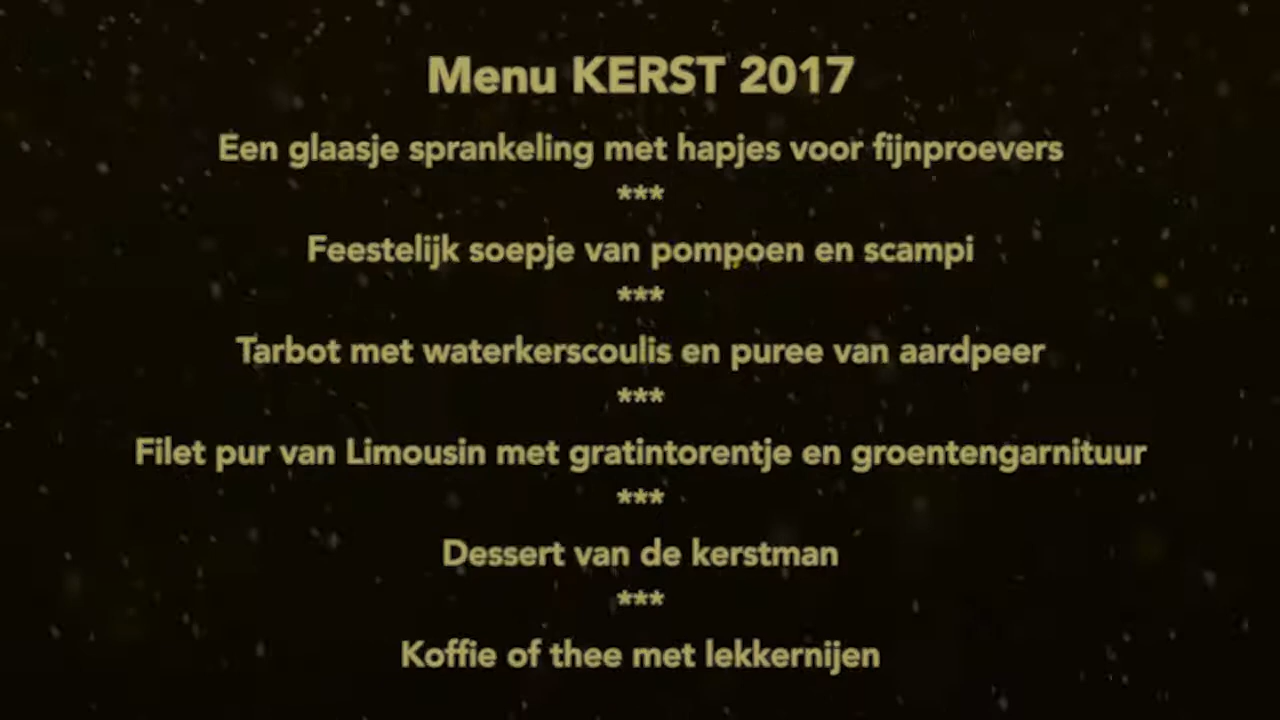 Menu KERST 2017
Een glaasje sprankeling met hapjes voor fijnproevers
***
Feestelijk soepje van pompoen en scampi
***
Tarbot met waterkerscoulis en puree van aardpeer
***
Filet pur van Limousin met gratintorentje en groentengarnituur
***
Dessert van de kerstman
***
Koffie of thee met lekkernijen